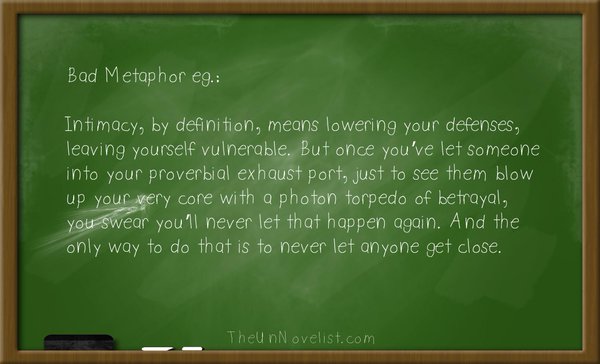 Bad Metaphor eg.:
Intimacy, by definition, means lowering your defenses,
leaving yourself vulnerable. But once you've let someone
into your proverbial exhaust port, just to see them blow
up your very core with a photon torpedo of betrayal,
you swear you'll never let that happen again. And the
only way to do that is to never let anyone get close.
TheUnNovelist.com